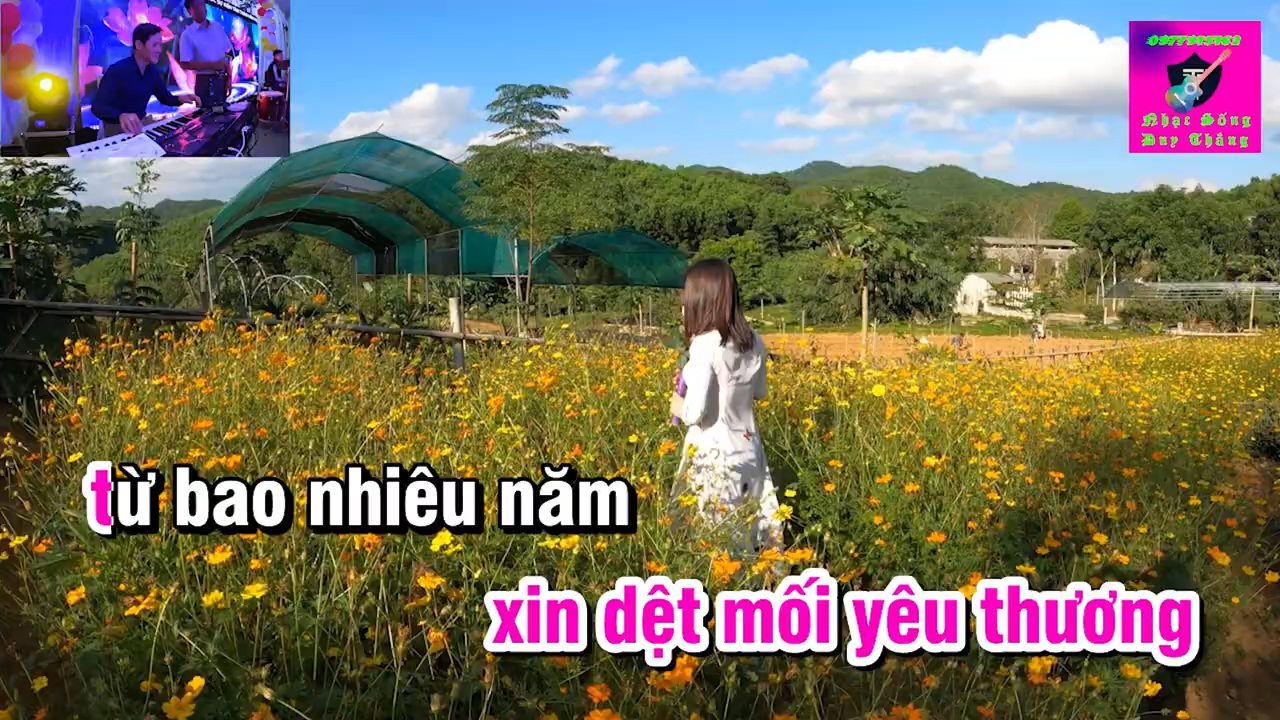 Nhạc Sống
Duy Thắng
từ bao nhiêu năm
xin dệt mối yêu thương